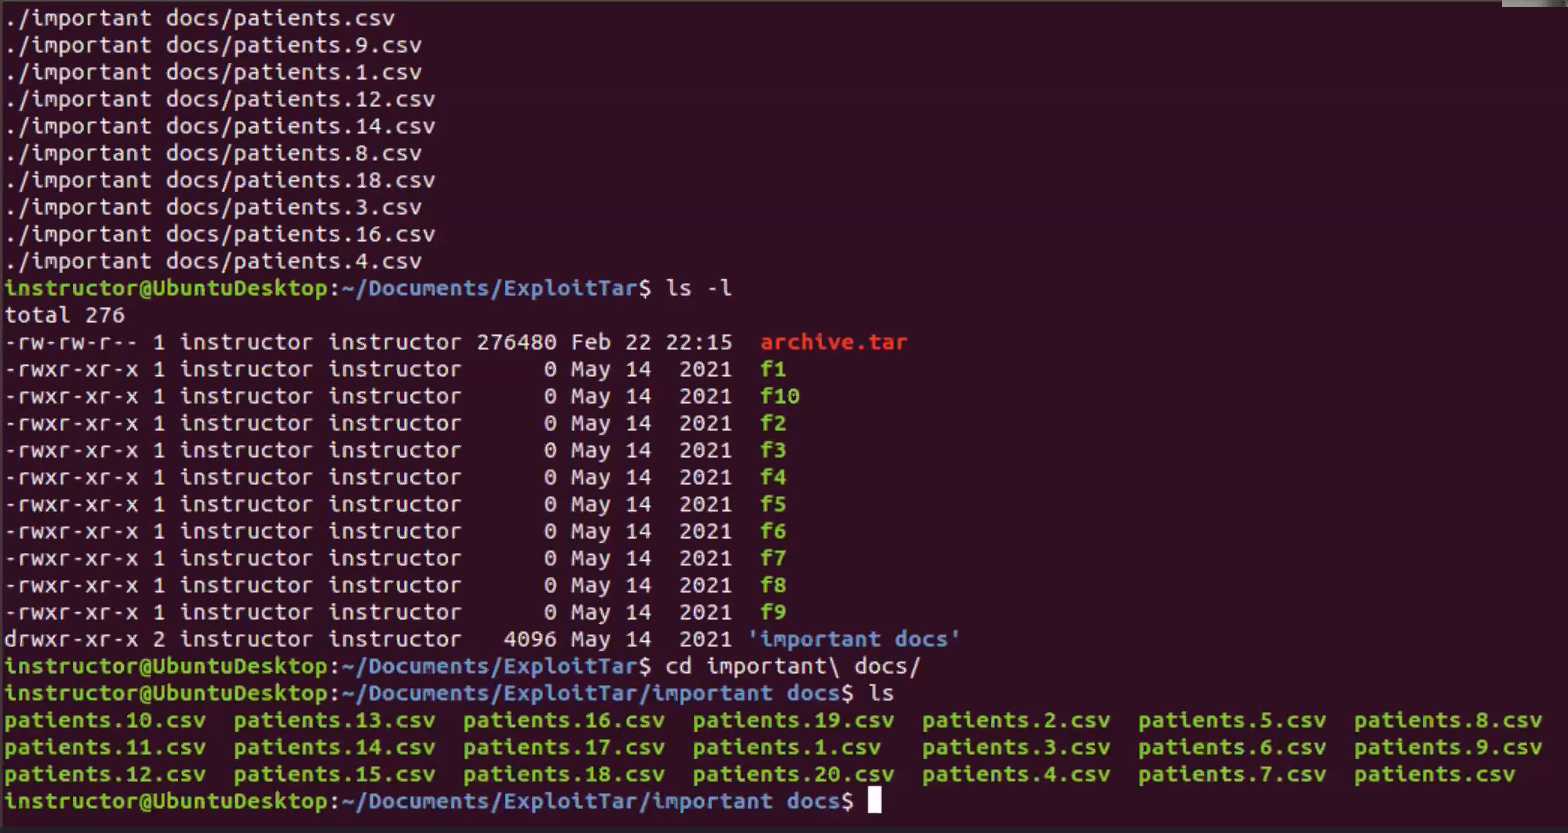 ./important docs/patients.csv
./important docs/patients.9.csv
./important docs/patients.1.csv
./important docs/patients.12.csv
./important docs/patients.14.csv
./important docs/patients.8.csv
./important docs/patients.18.csv
./important docs/patients.3.csv
./important docs/patients.16.csv
./important docs/patients.4.csv
instructor@UbuntuDesktop:~/Documents/ExploitTar$ ls -l
total 276
-rw-rw-r-- 1 instructor instructor 276480 Feb 22 22:15  archive.tar
-rwxr-xr-x 1 instructor instructor      0 May 14  2021  f1
-rwxr-xr-x 1 instructor instructor      0 May 14  2021  f10
-rwxr-xr-x 1 instructor instructor      0 May 14  2021  f2
-rwxr-xr-x 1 instructor instructor      0 May 14  2021  f3
-rwxr-xr-x 1 instructor instructor      0 May 14  2021  f4
-rwxr-xr-x 1 instructor instructor      0 May 14  2021  f5
-rwxr-xr-x 1 instructor instructor      0 May 14  2021  f6
-rwxr-xr-x 1 instructor instructor      0 May 14  2021  f7
-rwxr-xr-x 1 instructor instructor      0 May 14  2021  f8
-rwxr-xr-x 1 instructor instructor      0 May 14  2021  f9
drwxr-xr-x 2 instructor instructor   4096 May 14  2021 'important docs'
instructor@UbuntuDesktop:~/Documents/ExploitTar$ cd important\ docs/
instructor@UbuntuDesktop:~/Documents/ExploitTar/important docs$ ls
patients.10.csv  patients.13.csv  patients.16.csv  patients.19.csv  patients.2.csv  patients.5.csv  patients.8.csv
patients.11.csv  patients.14.csv  patients.17.csv  patients.1.csv   patients.3.csv  patients.6.csv  patients.9.csv
patients.12.csv  patients.15.csv  patients.18.csv  patients.20.csv  patients.4.csv  patients.7.csv  patients.csv
instructor@UbuntuDesktop:~/Documents/ExploitTar/important docs$